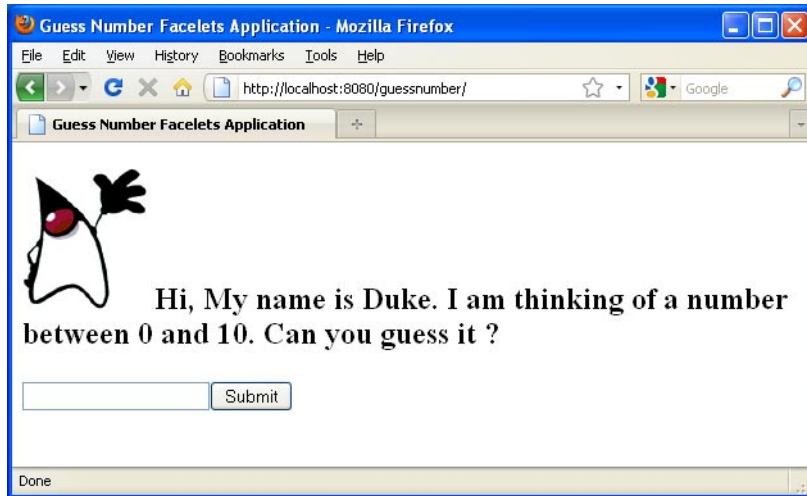 Guess Number Facelets Application - Mozilla Firefox
File Edit View History Bookmarks Tools Help
http://localhost:8080/guessnumber/ Google
Guess Number Facelets Application
Hi, My name is Duke. I am thinking of a number
between 0 and 10. Can you guess it ?
Submit
Done